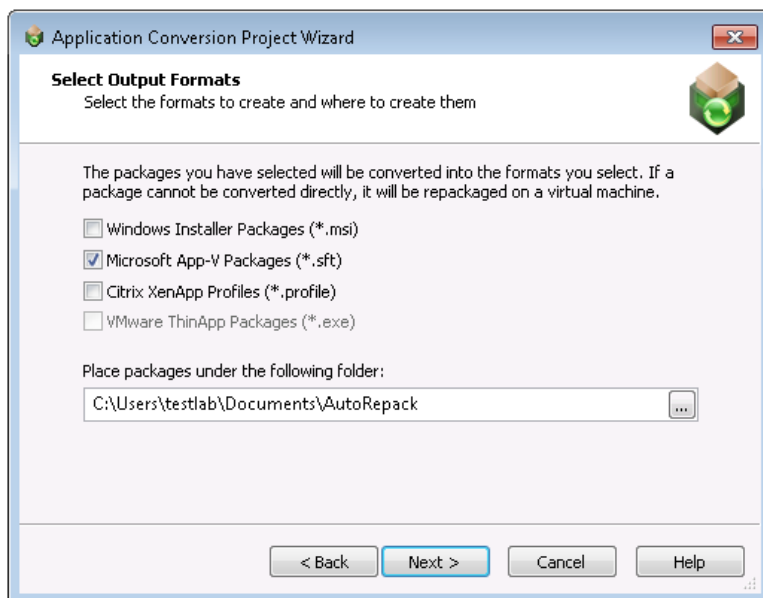 Application Conversion Project Wizard
Select Output Formats
Select the formats to create and where to create them
The packages you have selected will be converted into the formats you select. If a
package cannot be converted directly, it will be repackaged on a virtual machine.
Windows Installer Packages (*.msi)
Microsoft App-V Packages (*.sft)
Citrix XenApp Profiles (*.profile)
VMware ThinApp Packages (*.exe)
Place packages under the following folder:
C:\Users\testlab\Documents\AutoRepack ...
< Back Next > Cancel Help